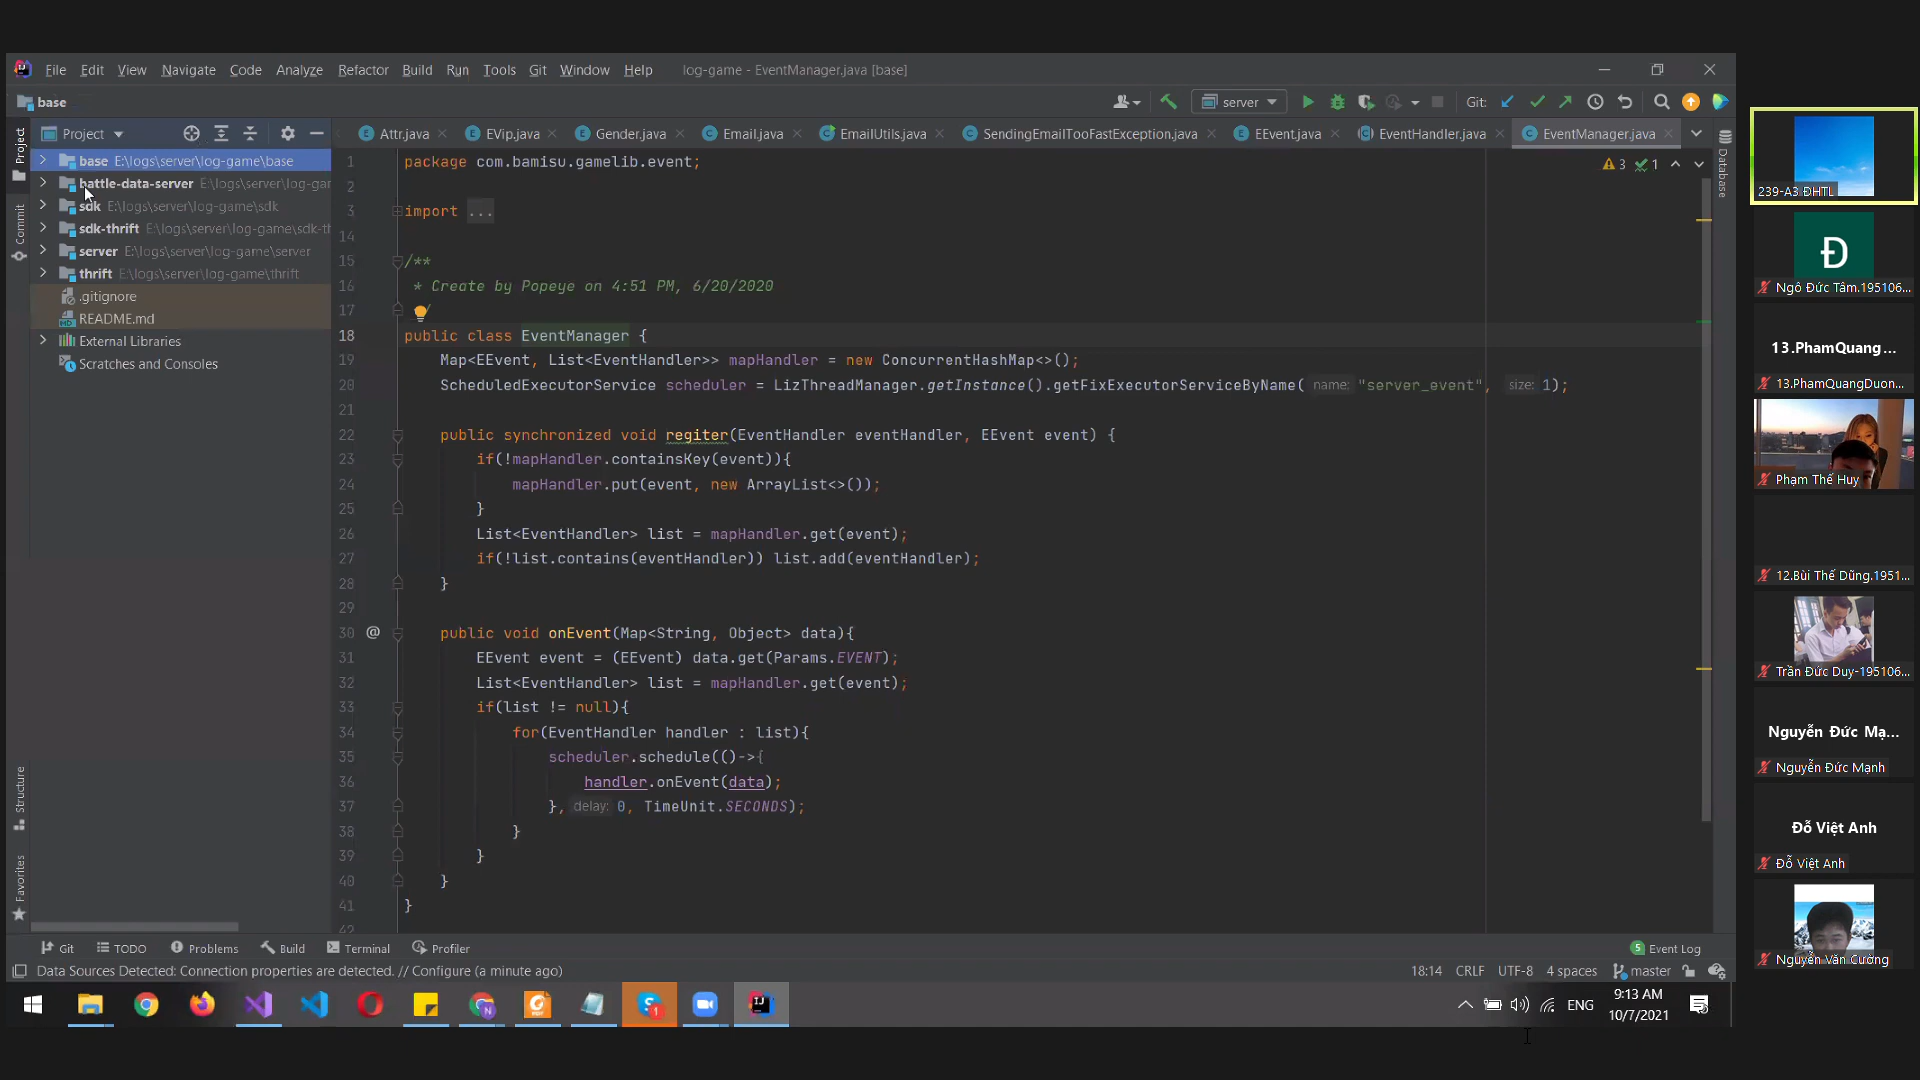 File Edit View Navigate Code Analyze Refactor Build Run Tools Git Window Help log-game - EventManager.java [base]
base
server
Git:
Project
Attr.java EVip.java Gender.java Email.java EmailUtils.java SendingEmailTooFastException.java EEvent.java EventHandler.java EventManager.java
Project
Commit
Structure
Favorites
Database
base E:\logs\server\log-game\base
battle-data-server E:\logs\server\log-gar
sdk E:\logs\server\log-game\sdk
sdk-thrift E:\logs\server\log-game\sdk-th
server E:\logs\server\log-game\server
thrift E:\logs\server\log-game\thrift
.gitignore
README.md
External Libraries
Scratches and Consoles
3 1
1 package com.bamisu.gamelib.event;
2
3 import ...
14
15 /**
16 * Create by Popeye on 4:51 PM, 6/20/2020
17 */
18 public class EventManager {
19 Map<EEvent, List<EventHandler>> mapHandler = new ConcurrentHashMap<>();
20 ScheduledExecutorService scheduler = LizThreadManager.getInstance().getFixExecutorServiceByName( name: "server_event", size: 1);
21
22 public synchronized void regiter(EventHandler eventHandler, EEvent event) {
23 if(!mapHandler.containsKey(event)){
24 mapHandler.put(event, new ArrayList<>());
25 }
26 List<EventHandler> list = mapHandler.get(event);
27 if(!list.contains(eventHandler)) list.add(eventHandler);
28 }
29
30 @ public void onEvent(Map<String, Object> data){
31 EEvent event = (EEvent) data.get(Params.EVENT);
32 List<EventHandler> list = mapHandler.get(event);
33 if(list != null){
34 for(EventHandler handler : list){
35 scheduler.schedule(()->{
36 handler.onEvent(data);
37 }, delay: 0, TimeUnit.SECONDS);
38 }
39 }
40 }
41 }
42
Git TODO Problems Build Terminal Profiler
5 Event Log
Data Sources Detected: Connection properties are detected. // Configure (a minute ago)
18:14 CRLF UTF-8 4 spaces master
ENG
9:13 AM
10/7/2021
239-A3 ĐHTL
Đ
Ngô Đức Tâm.195106...
13.PhamQuang...
13.PhamQuangDuon...
Phạm Thế Huy
12.Bùi Thế Dũng.1951...
Trần Đức Duy-195106...
Nguyễn Đức Mạ...
Nguyễn Đức Mạnh
Đỗ Việt Anh
Đỗ Việt Anh
Nguyễn Văn Cường